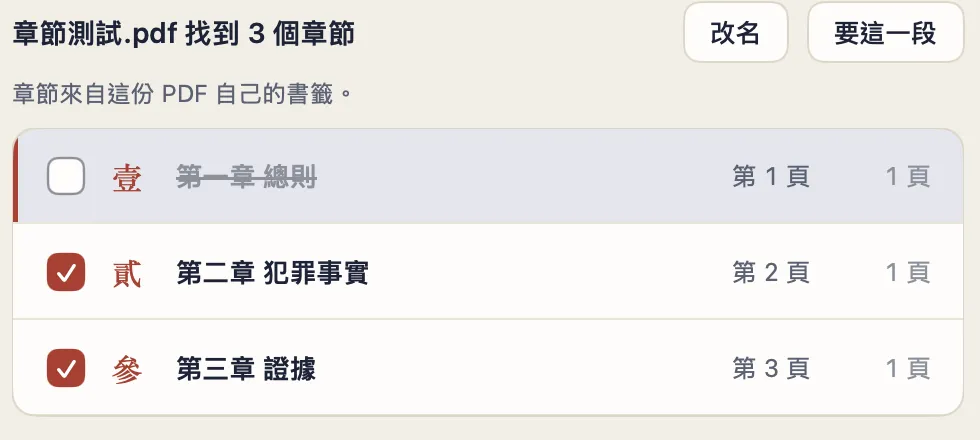 章節測試.pdf 找到 3 個章節 改名 要這一段
章節來自這份 PDF 自己的書籤。
壹 第一章 總則 第 1 頁 1 頁
貳 第二章 犯罪事實 第 2 頁 1 頁
參 第三章 證據 第 3 頁 1 頁